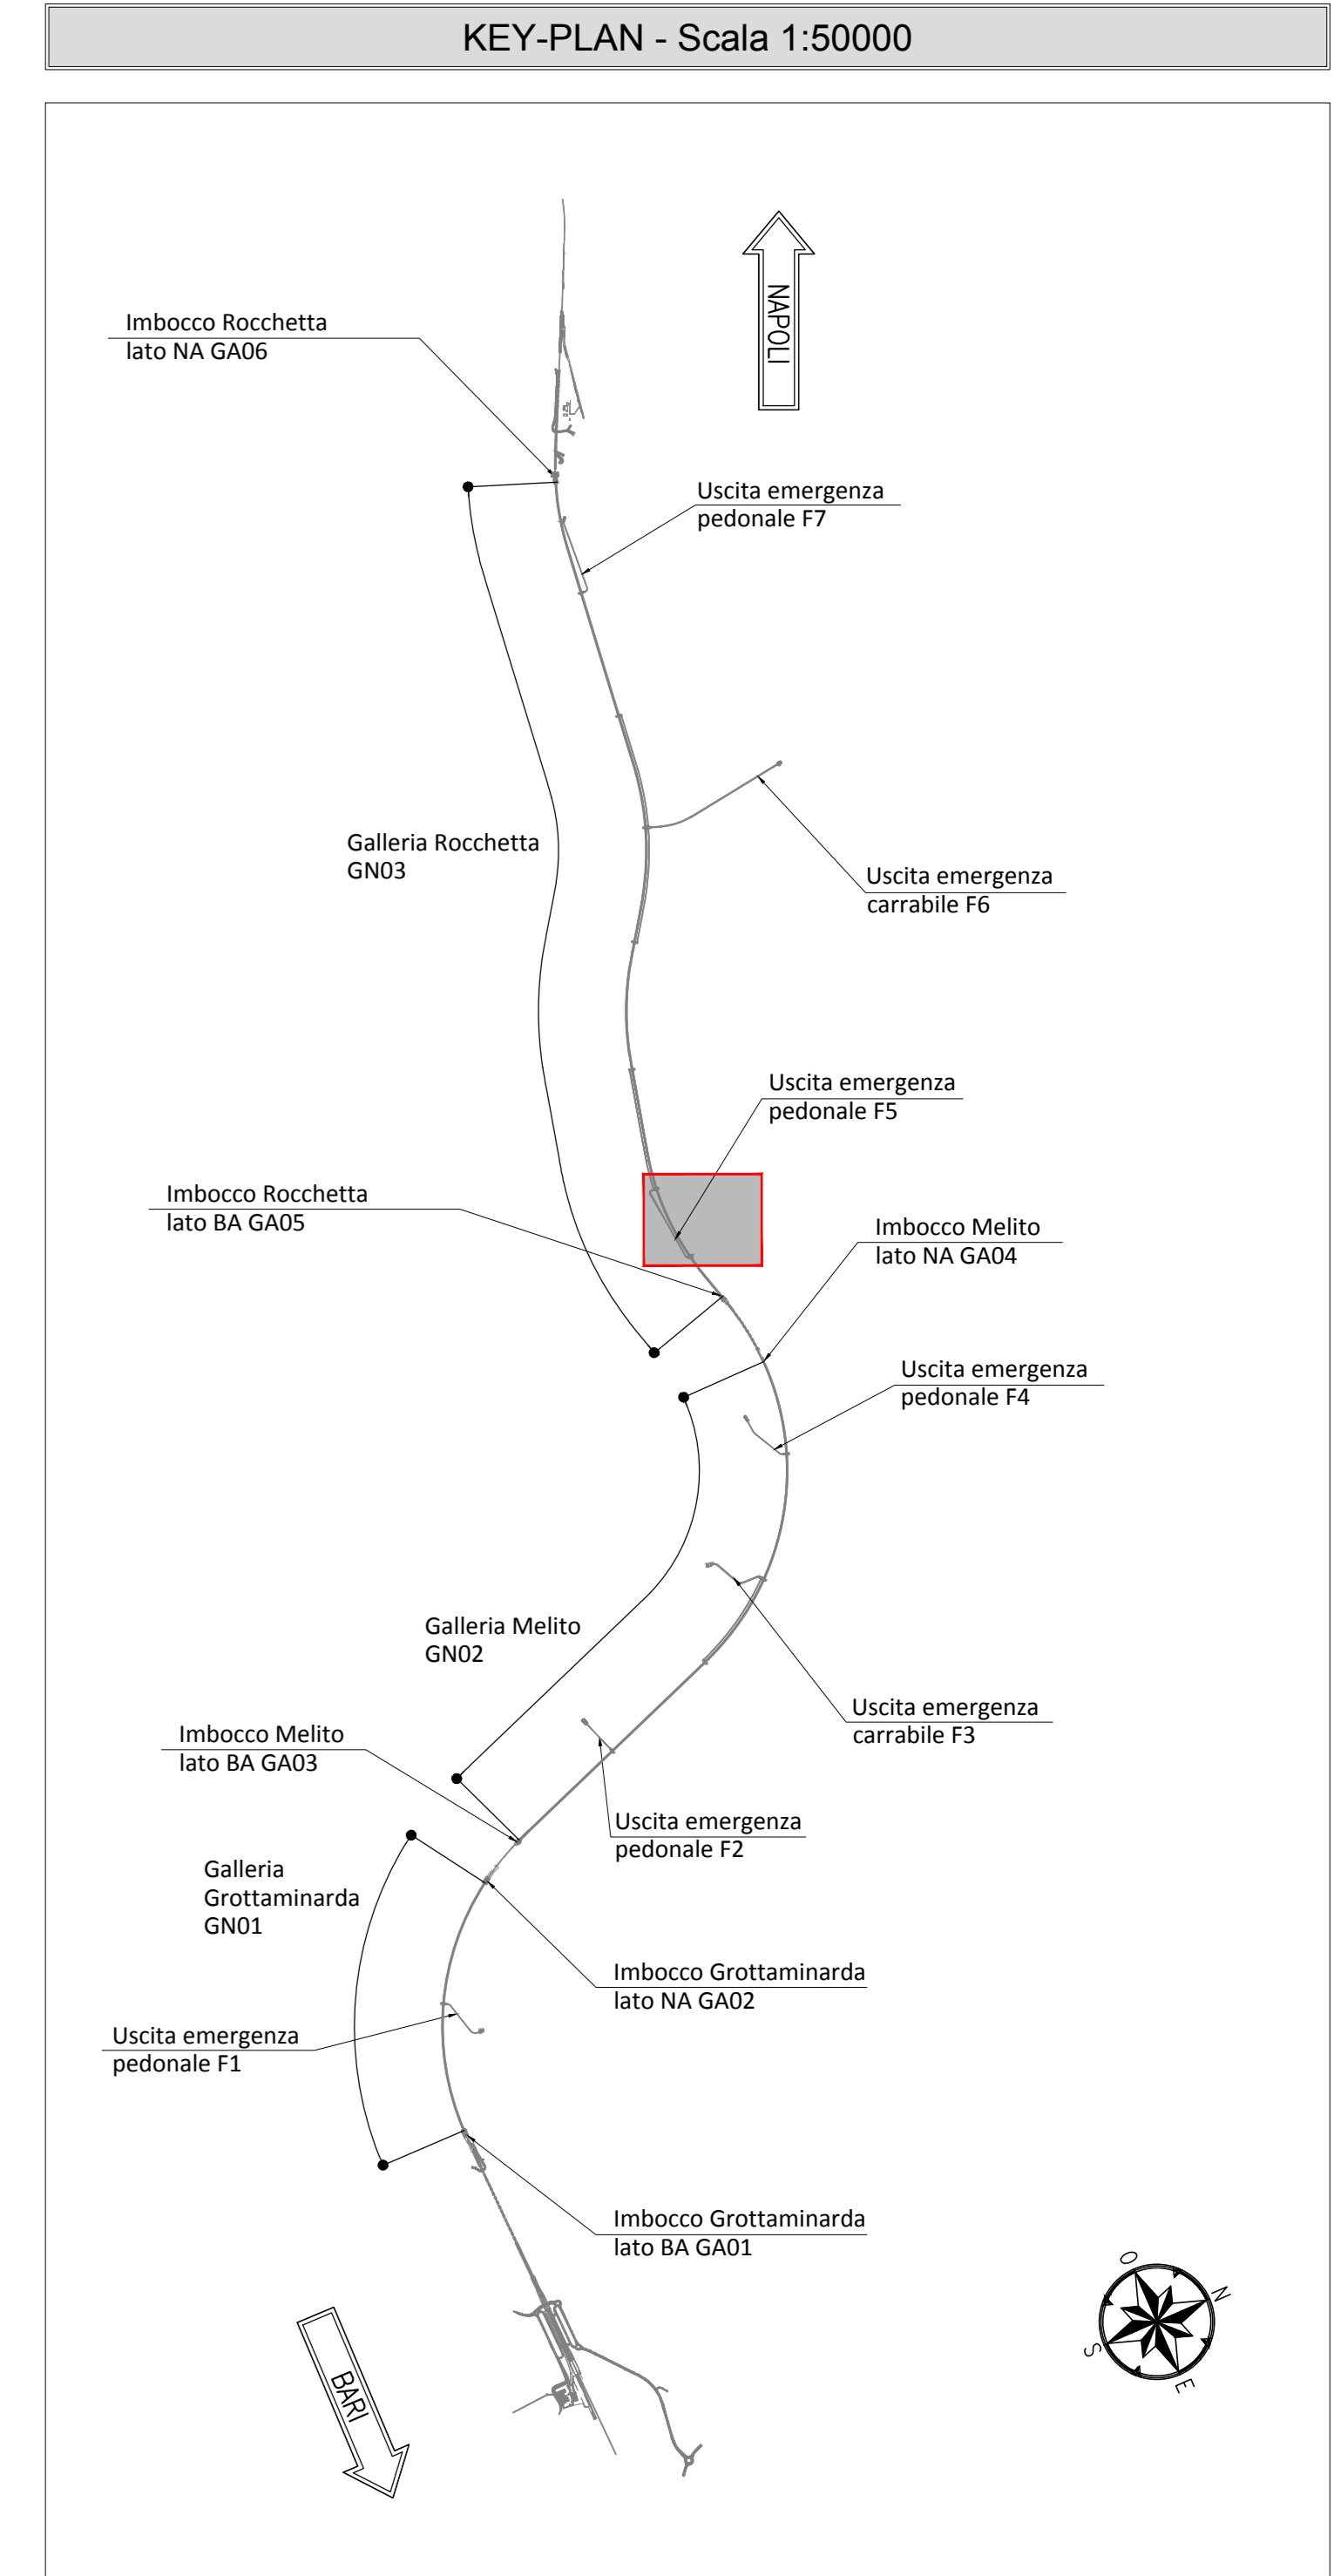 KEY-PLAN - Scala 1:50000
NAPOLI
Imbocco Rocchetta
lato NA GA06
Uscita emergenza
pedonale F7
Galleria Rocchetta
GN03
Uscita emergenza
carrabile F6
Uscita emergenza
pedonale F5
Imbocco Rocchetta
lato BA GA05
Imbocco Melito
lato NA GA04
Uscita emergenza
pedonale F4
Galleria Melito
GN02
Uscita emergenza
carrabile F3
Imbocco Melito
lato BA GA03
Uscita emergenza
pedonale F2
Galleria
Grottaminarda
GN01
Imbocco Grottaminarda
lato NA GA02
Uscita emergenza
pedonale F1
Imbocco Grottaminarda
lato BA GA01
BARI
O
N
S
E